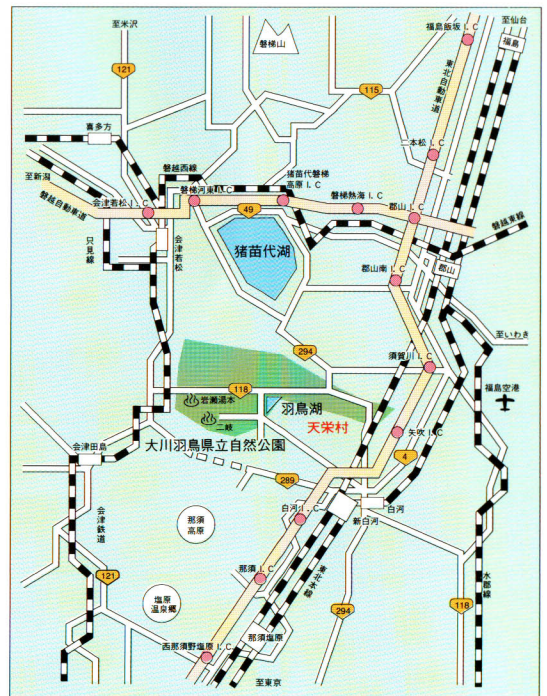 至米沢
磐梯山
福島飯坂I.C
至仙台
福島
東北自動車道
121
115
喜多方
二本松I.C
至新潟
磐越西線
猪苗代磐梯
高原I.C
磐梯河東I.C
磐梯熱海I.C
会津若松I.C
49
郡山I.C
磐越自動車道
磐越東線
只見線
会津若松
猪苗代湖
郡山
郡山南I.C
至いわき
294
須賀川I.C
118
岩瀬湯本
羽鳥湖
福島空港
二岐
天栄村
矢吹I.C
大川羽鳥県立自然公園
4
会津田島
289
会津鉄道
那須
高原
白河I.C
白河
新白河
121
那須I.C
東北本線
水郡線
塩原
温泉郷
294
118
那須塩原
西那須野塩原I.C
至東京